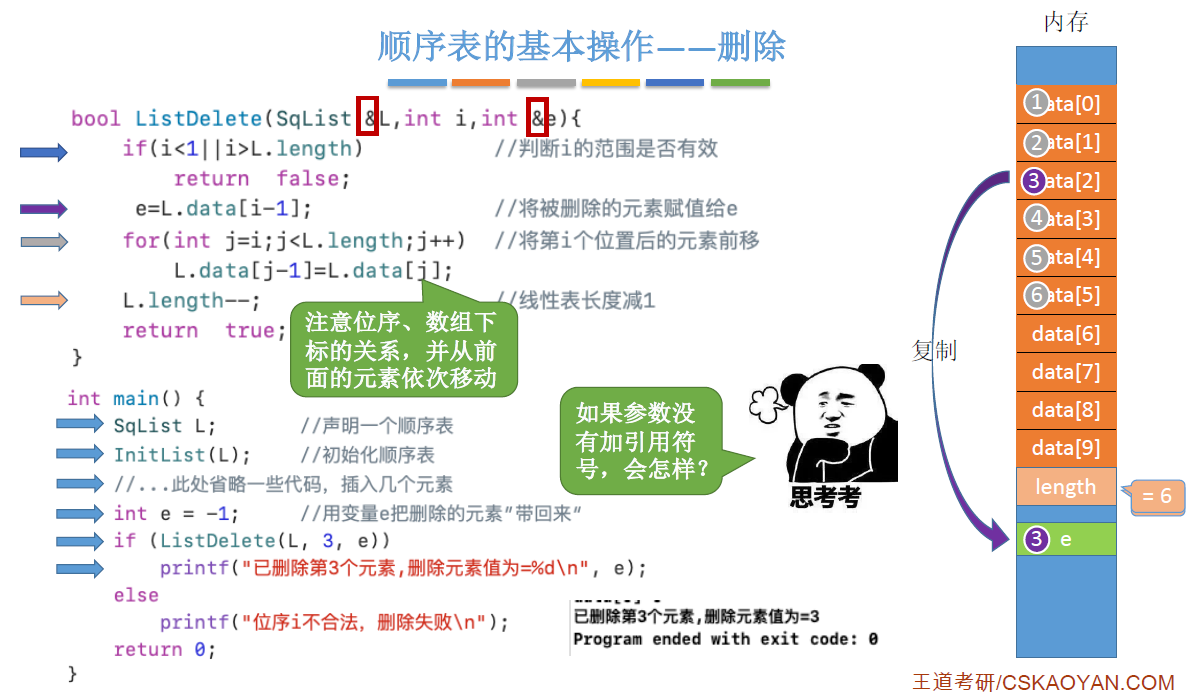 顺序表的基本操作——删除
bool ListDelete(SqList &L,int i,int &e){
if(i<1||i>L.length) //判断i的范围是否有效
return false;
e=L.data[i-1]; //将被删除的元素赋值给e
for(int j=i;j<L.length;j++) //将第i个位置后的元素前移
L.data[j-1]=L.data[j];
L.length--; //线性表长度减1
return true;
}
注意位序、数组下
标的关系，并从前
面的元素依次移动
int main() {
SqList L; //声明一个顺序表
InitList(L); //初始化顺序表
//...此处省略一些代码，插入几个元素
int e = -1; //用变量e把删除的元素"带回来"
if (ListDelete(L, 3, e))
printf("已删除第3个元素,删除元素值为=%d\n", e);
else
printf("位序i不合法，删除失败\n");
return 0;
}
如果参数没
有加引用符
号，会怎样？
思考考
已删除第3个元素,删除元素值为=3
Program ended with exit code: 0
内存
1 ata[0]
2 ata[1]
3 ata[2]
4 ata[3]
5 ata[4]
6 ata[5]
data[6]
data[7]
data[8]
data[9]
length
= 6
复制
3 e
王道考研/CSKAOYAN.COM